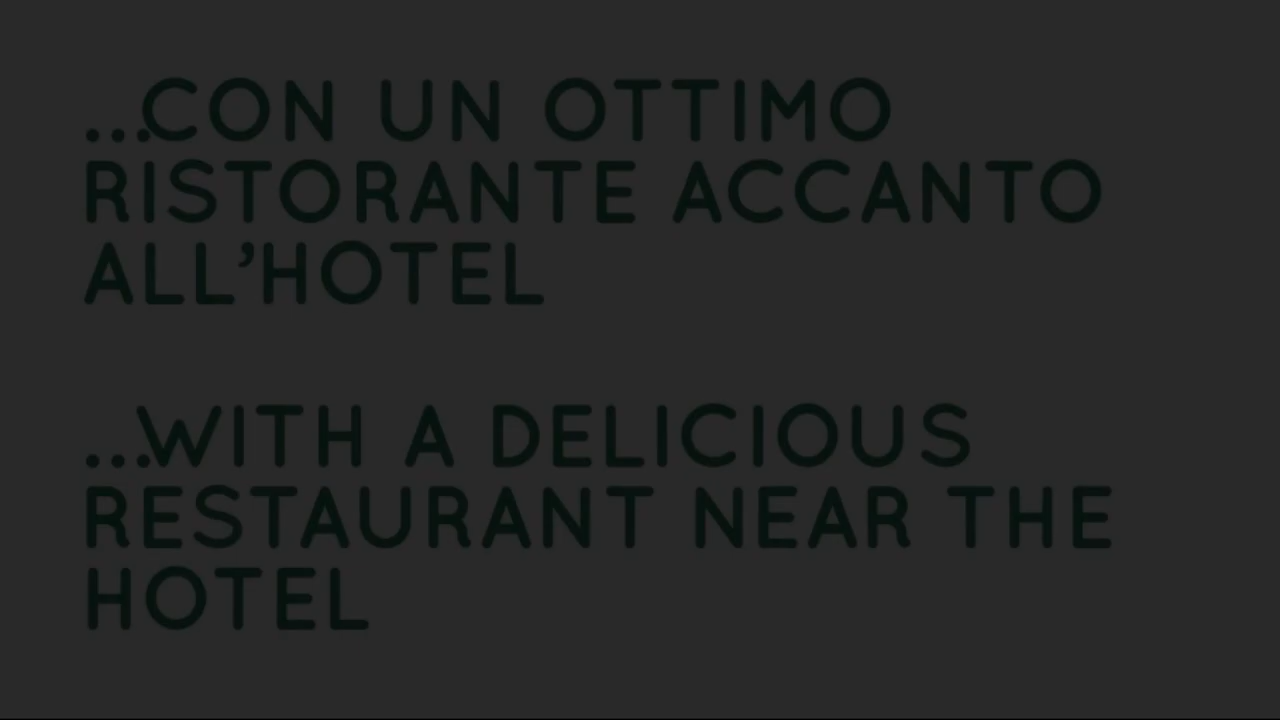 ...CON UN OTTIMO
RISTORANTE ACCANTO
ALL’HOTEL
...WITH A DELICIOUS
RESTAURANT NEAR THE
HOTEL